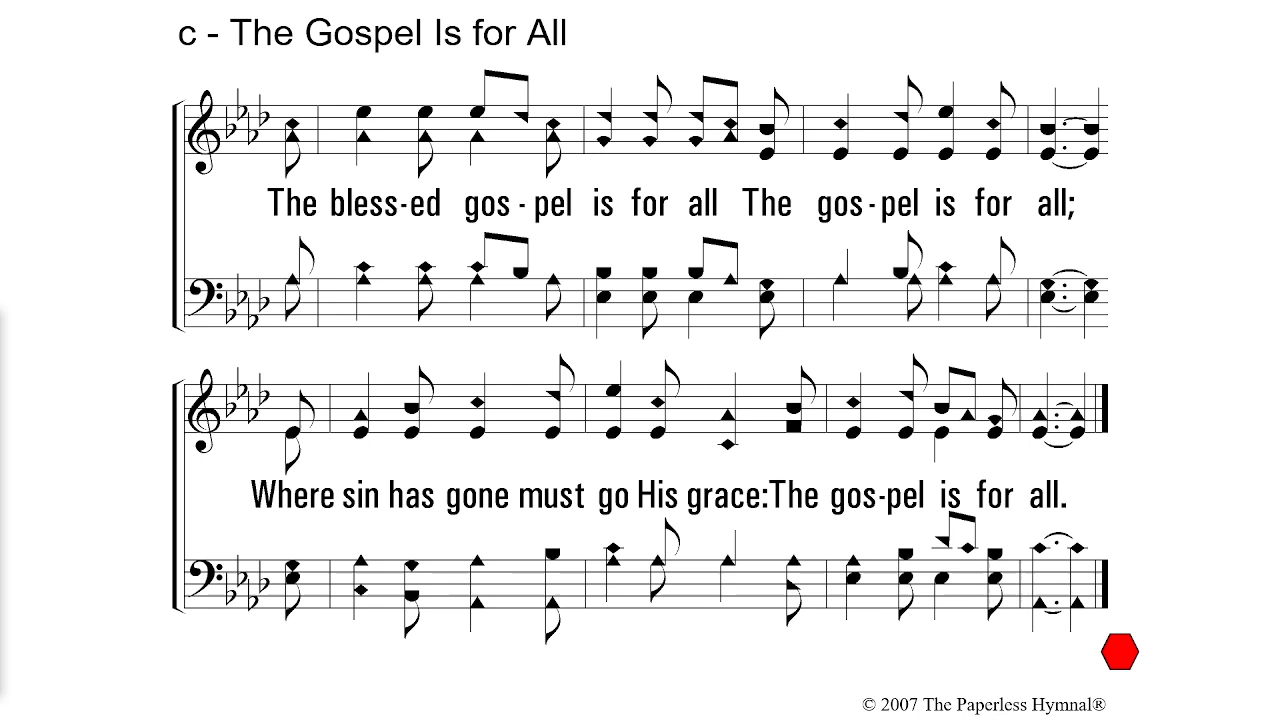 c - The Gospel Is for All
The bless-ed gos - pel is for all The gos - pel is for all;
Where sin has gone must go His grace:The gos-pel is for all.
© 2007 The Paperless Hymnal®